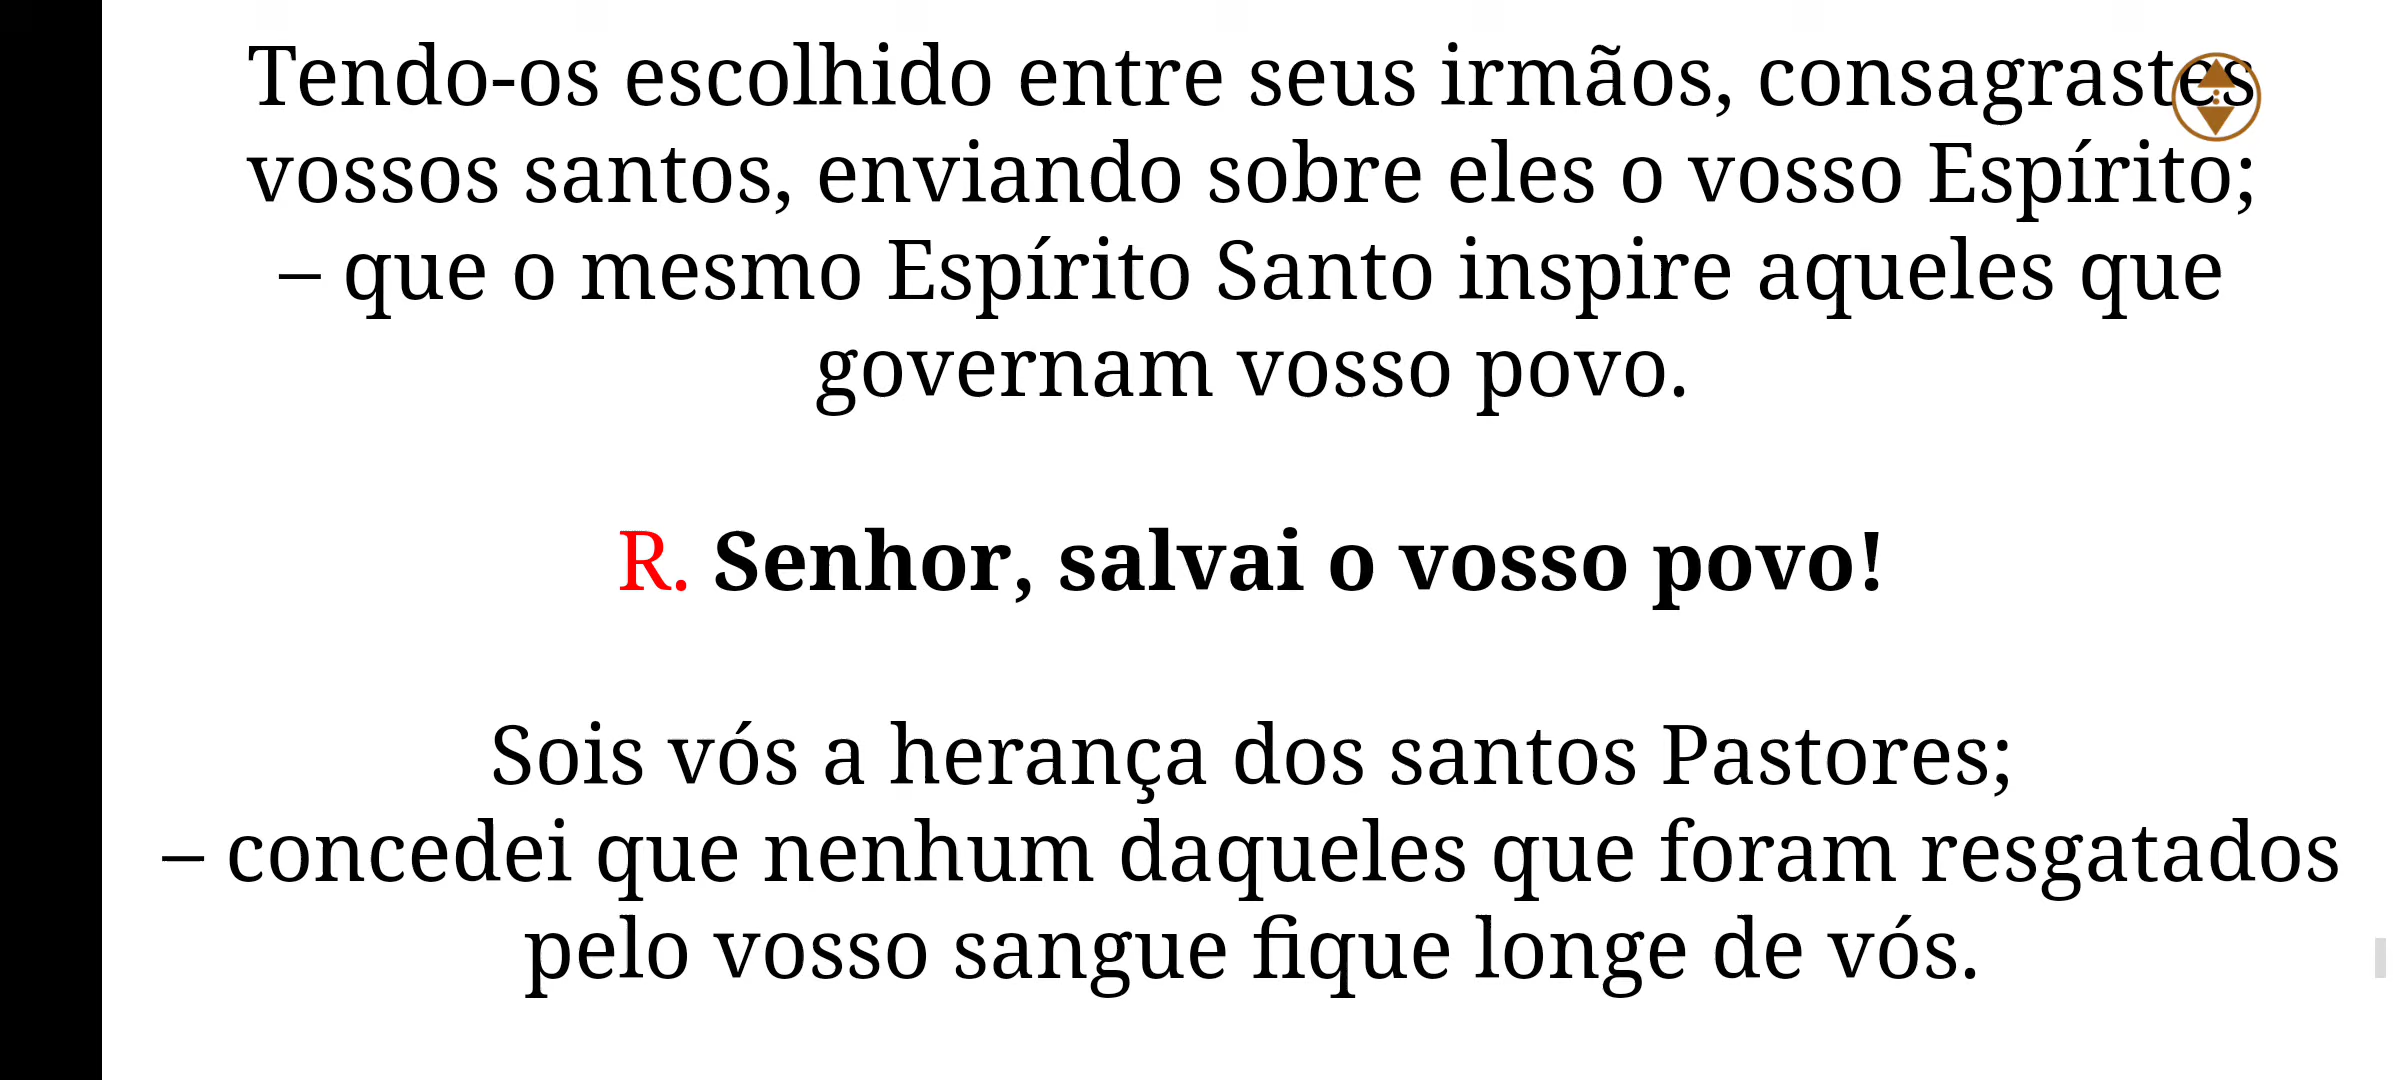 Tendo-os escolhido entre seus irmãos, consagrastes
vossos santos, enviando sobre eles o vosso Espírito;
– que o mesmo Espírito Santo inspire aqueles que
governam vosso povo.
R. Senhor, salvai o vosso povo!
Sois vós a herança dos santos Pastores;
– concedei que nenhum daqueles que foram resgatados
pelo vosso sangue fique longe de vós.